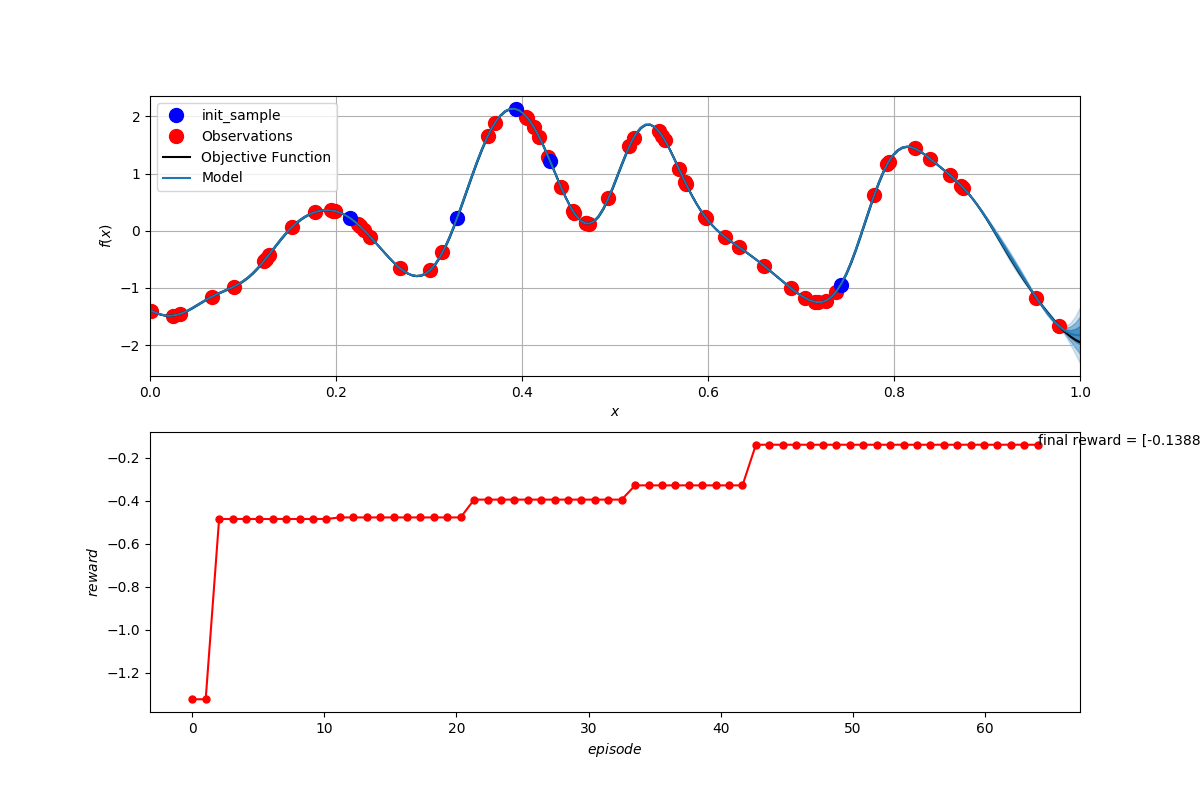 init_sample
Observations
Objective Function
Model
2
1
0
−1
−2
f(x)
0.0 0.2 0.4 0.6 0.8 1.0
x
final reward = [-0.1388
−0.2
−0.4
−0.6
−0.8
−1.0
−1.2
reward
0 10 20 30 40 50 60
episode